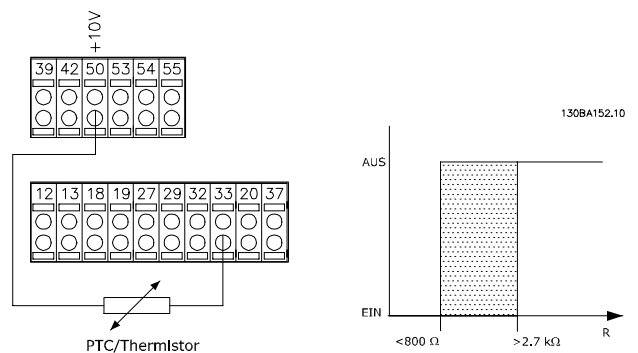 +10V
39 42 50 53 54 55
130BA152.10
AUS
12 13 18 19 27 29 32 33 20 37
EIN
<800 Ω >2.7 kΩ R
PTC/Thermistor